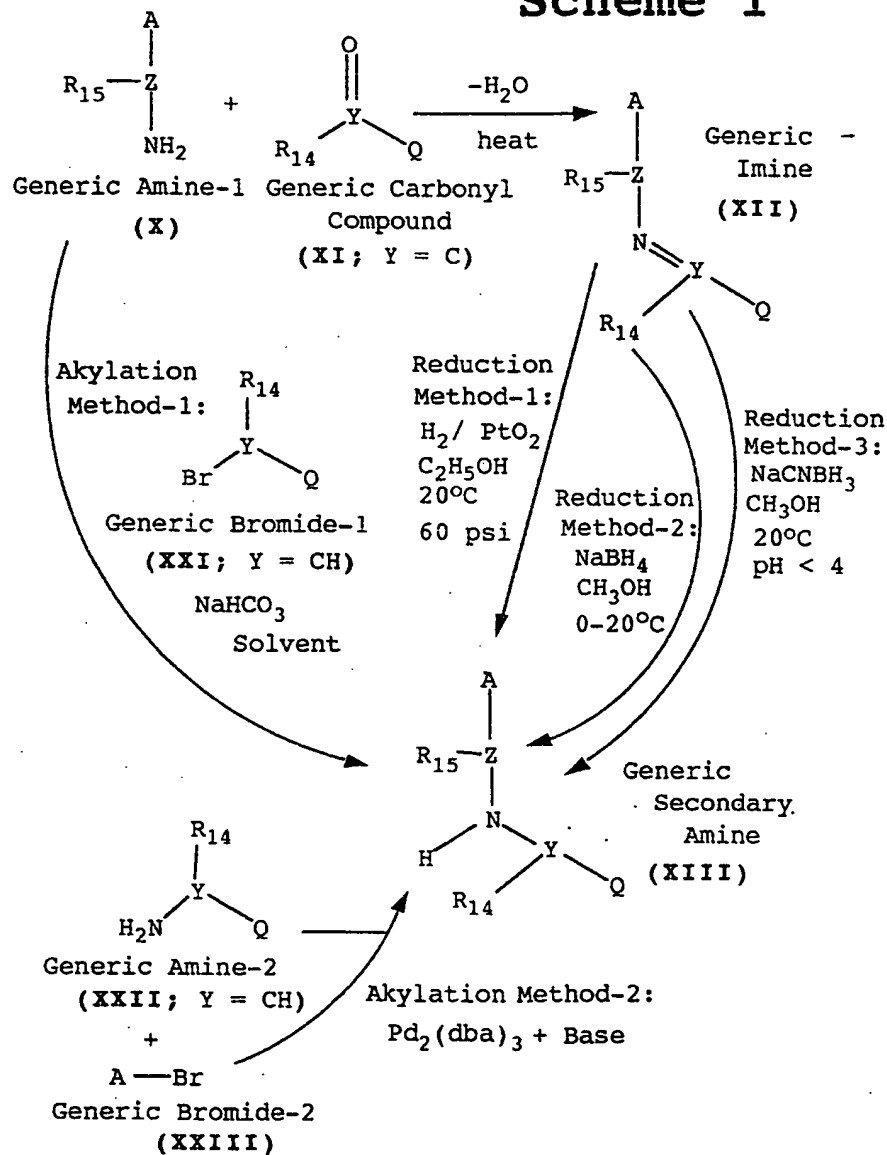 Scheme 1
A
R15—Z
NH2
+
O
Y
R14
Q
-H2O
heat
Generic Amine-1
(X)
Generic Carbonyl
Compound
(XI; Y = C)
A
R15—Z
N
Y
R14
Q
Generic -
Imine
(XII)
Akylation
Method-1:
R14
Y
Br
Q
Generic Bromide-1
(XXI; Y = CH)
NaHCO3
Solvent
Reduction
Method-1:
H2/ PtO2
C2H5OH
20°C
60 psi
Reduction
Method-2:
NaBH4
CH3OH
0-20°C
Reduction
Method-3:
NaCNBH3
CH3OH
20°C
pH < 4
A
R15—Z
N
H
Y
R14
Q
Generic
Secondary
Amine
(XIII)
R14
Y
H2N
Q
Generic Amine-2
(XXII; Y = CH)
+
A—Br
Generic Bromide-2
(XXIII)
Akylation Method-2:
Pd2(dba)3 + Base